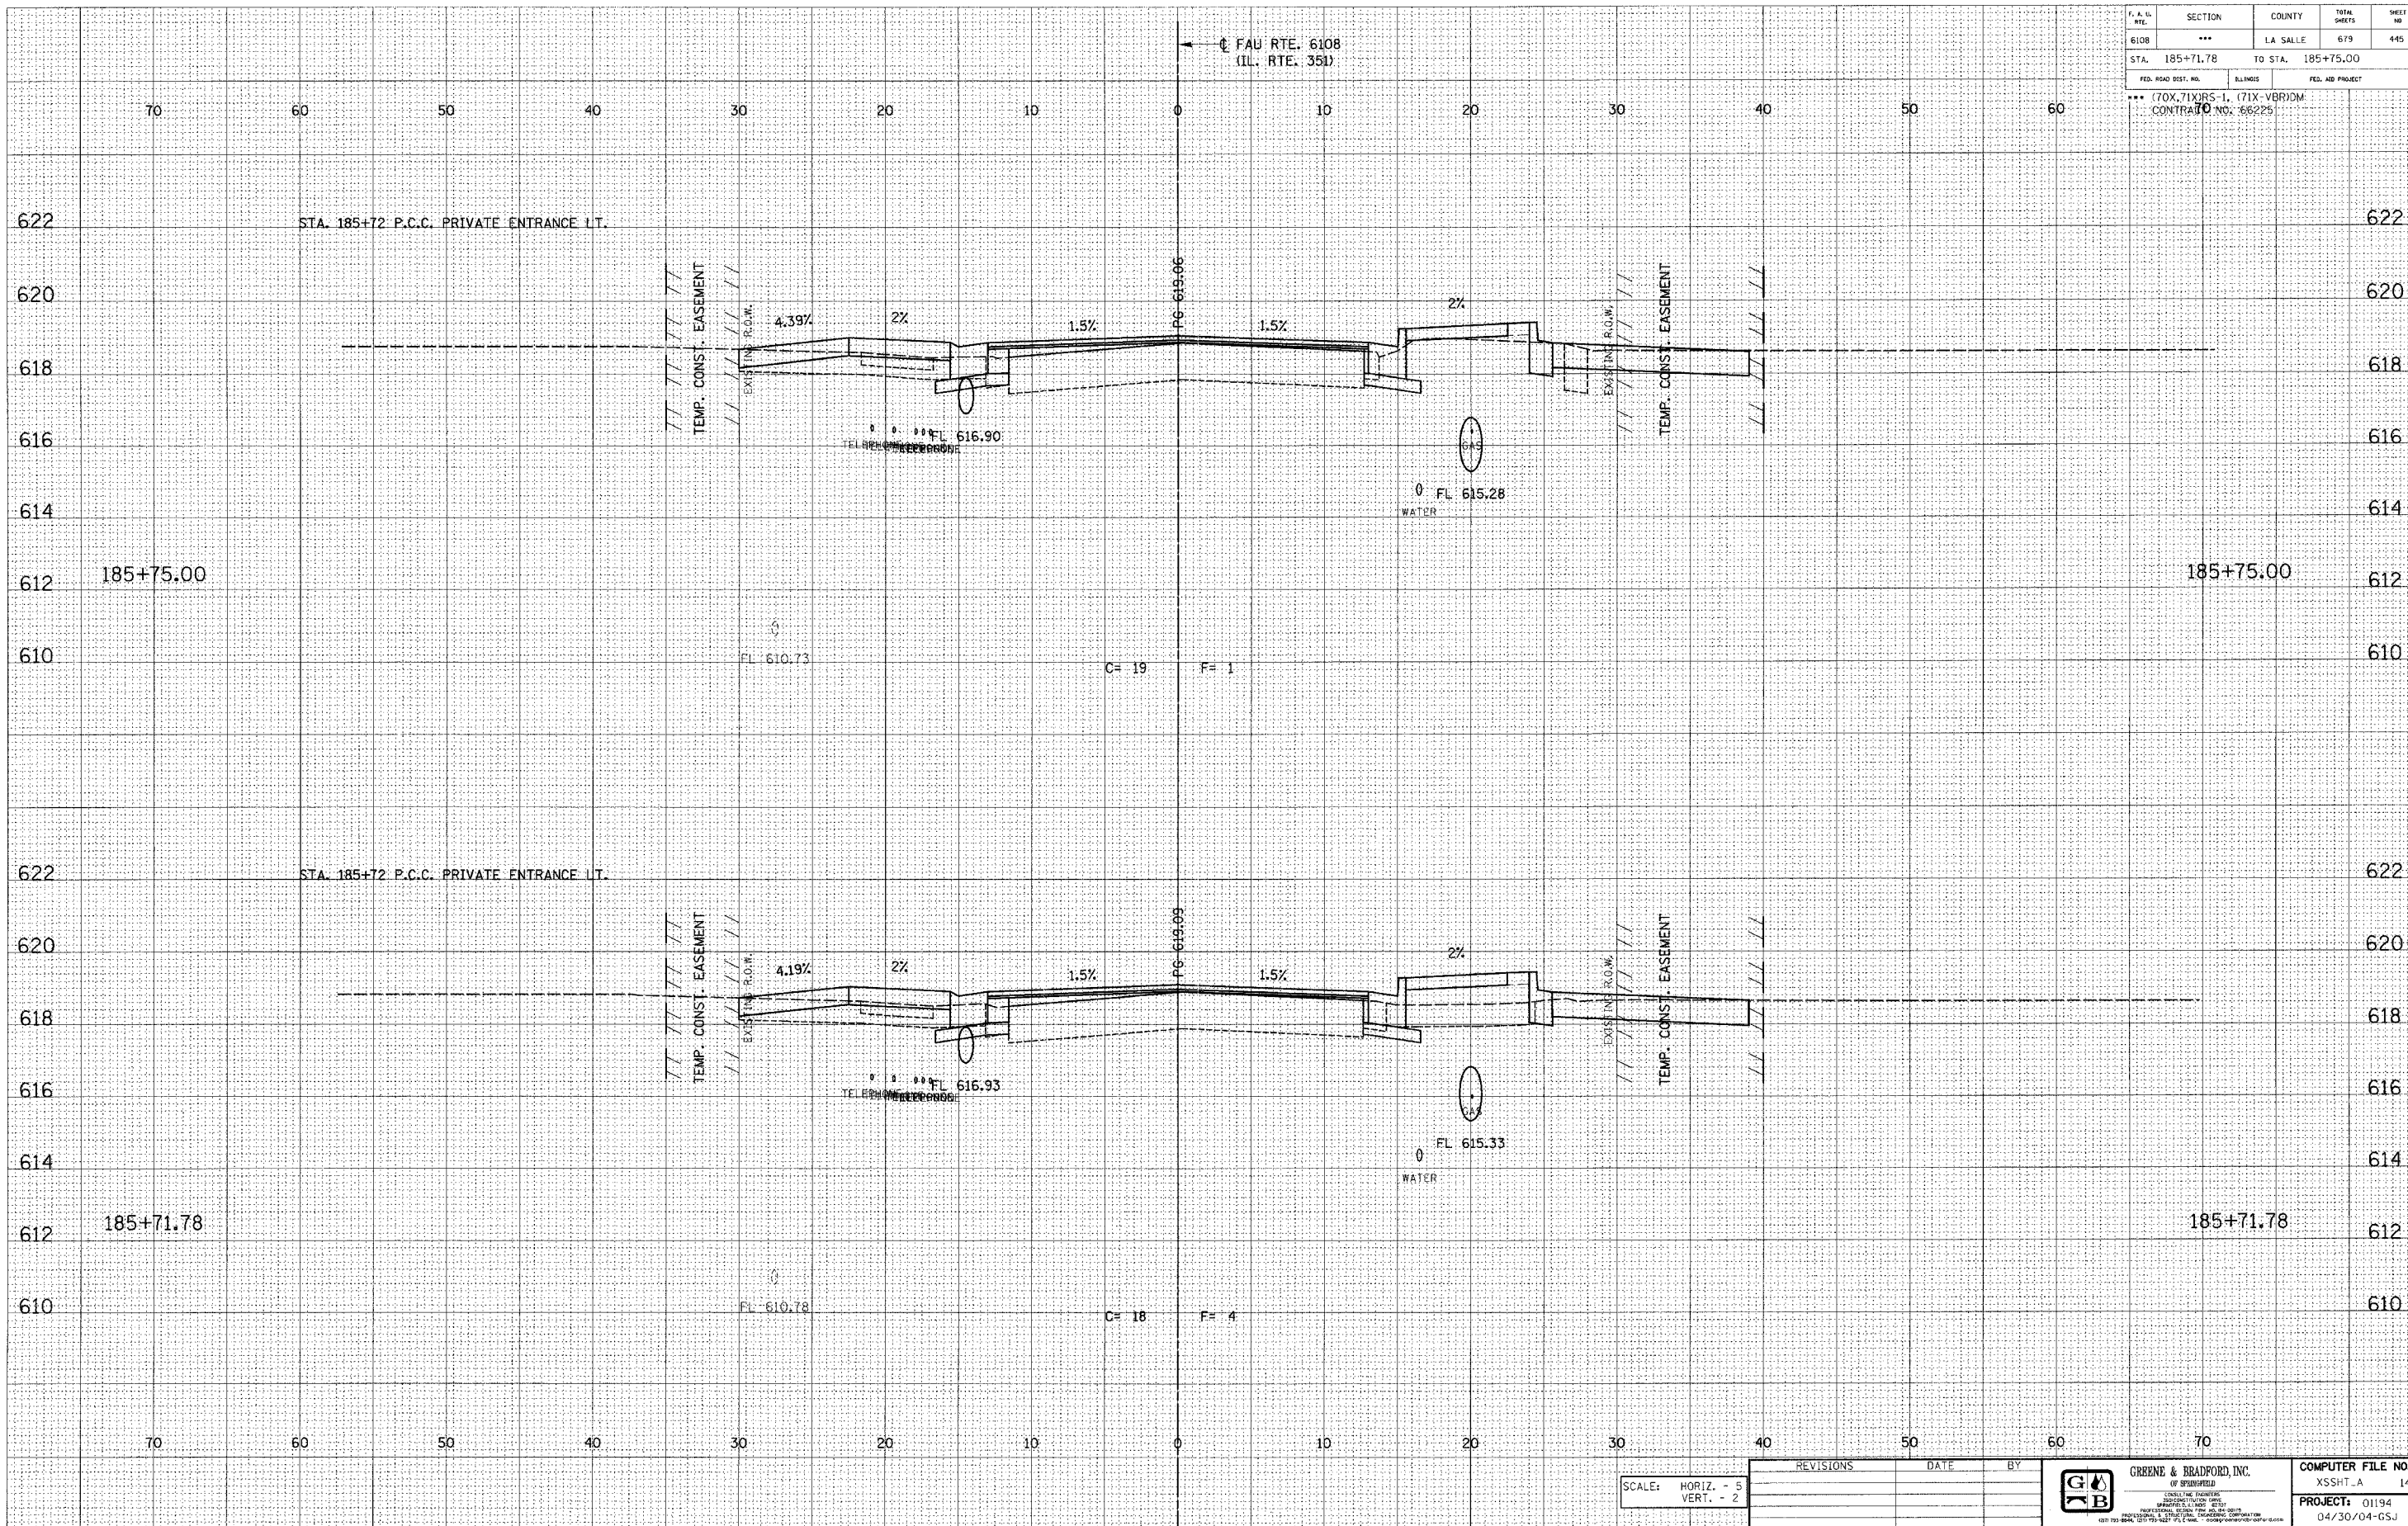 F. A. U. RTE. SECTION COUNTY TOTAL SHEETS SHEET NO
6108 *** LA SALLE 679 445
STA. 185+71.78 TO STA. 185+75.00
FED. ROAD DIST. NO. ILLINOIS FED. AID PROJECT
*** (70X,71X)RS-1, (71X-VBR)DM
CONTRACT NO. 66225
℄ FAU RTE. 6108
(IL. RTE. 351)
70 60 50 40 30 20 10 0 10 20 30 40 50 60 70
622 STA. 185+72 P.C.C. PRIVATE ENTRANCE LT. 622
TEMP. CONST. EASEMENT
EXISTING R.O.W.
PG 619.06
EXISTING R.O.W.
TEMP. CONST. EASEMENT
620 620
4.39% 2% 1.5% 1.5% 2%
618 618
616 FL 616.90 616
TELEPHONE GAS
FL 615.28
614 WATER 614
612 185+75.00 185+75.00 612
610 FL 610.73 610
C= 19 F= 1
622 STA. 185+72 P.C.C. PRIVATE ENTRANCE LT. 622
TEMP. CONST. EASEMENT
EXISTING R.O.W.
PG 619.09
EXISTING R.O.W.
TEMP. CONST. EASEMENT
620 620
4.19% 2% 1.5% 1.5% 2%
618 618
616 FL 616.93 616
TELEPHONE GAS
FL 615.33
614 614
WATER
612 185+71.78 185+71.78 612
610 FL 610.78 610
C= 18 F= 4
70 60 50 40 30 20 10 0 10 20 30 40 50 60 70
SCALE: HORIZ. - 5
VERT. - 2
REVISIONS DATE BY
G B
GREENE & BRADFORD, INC.
OF SPRINGFIELD
CONSULTING ENGINEERS
PROFESSIONAL & STRUCTURAL ENGINEERING CORPORATION
COMPUTER FILE NO
XSSHT_A 14
PROJECT: 01194
04/30/04-GSJ